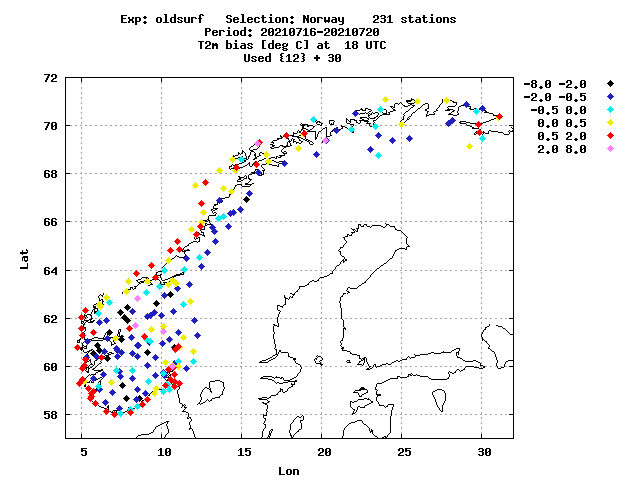 Exp: oldsurf   Selection: Norway    231 stations
Period: 20210716-20210720
T2m bias [deg C] at  18 UTC
Used {12} + 30
72
70
68
66
64
62
60
58
5 10 15 20 25 30
Lat
Lon
-8.0 -2.0
-2.0 -0.5
-0.5 0.0
0.0 0.5
0.5 2.0
2.0 8.0